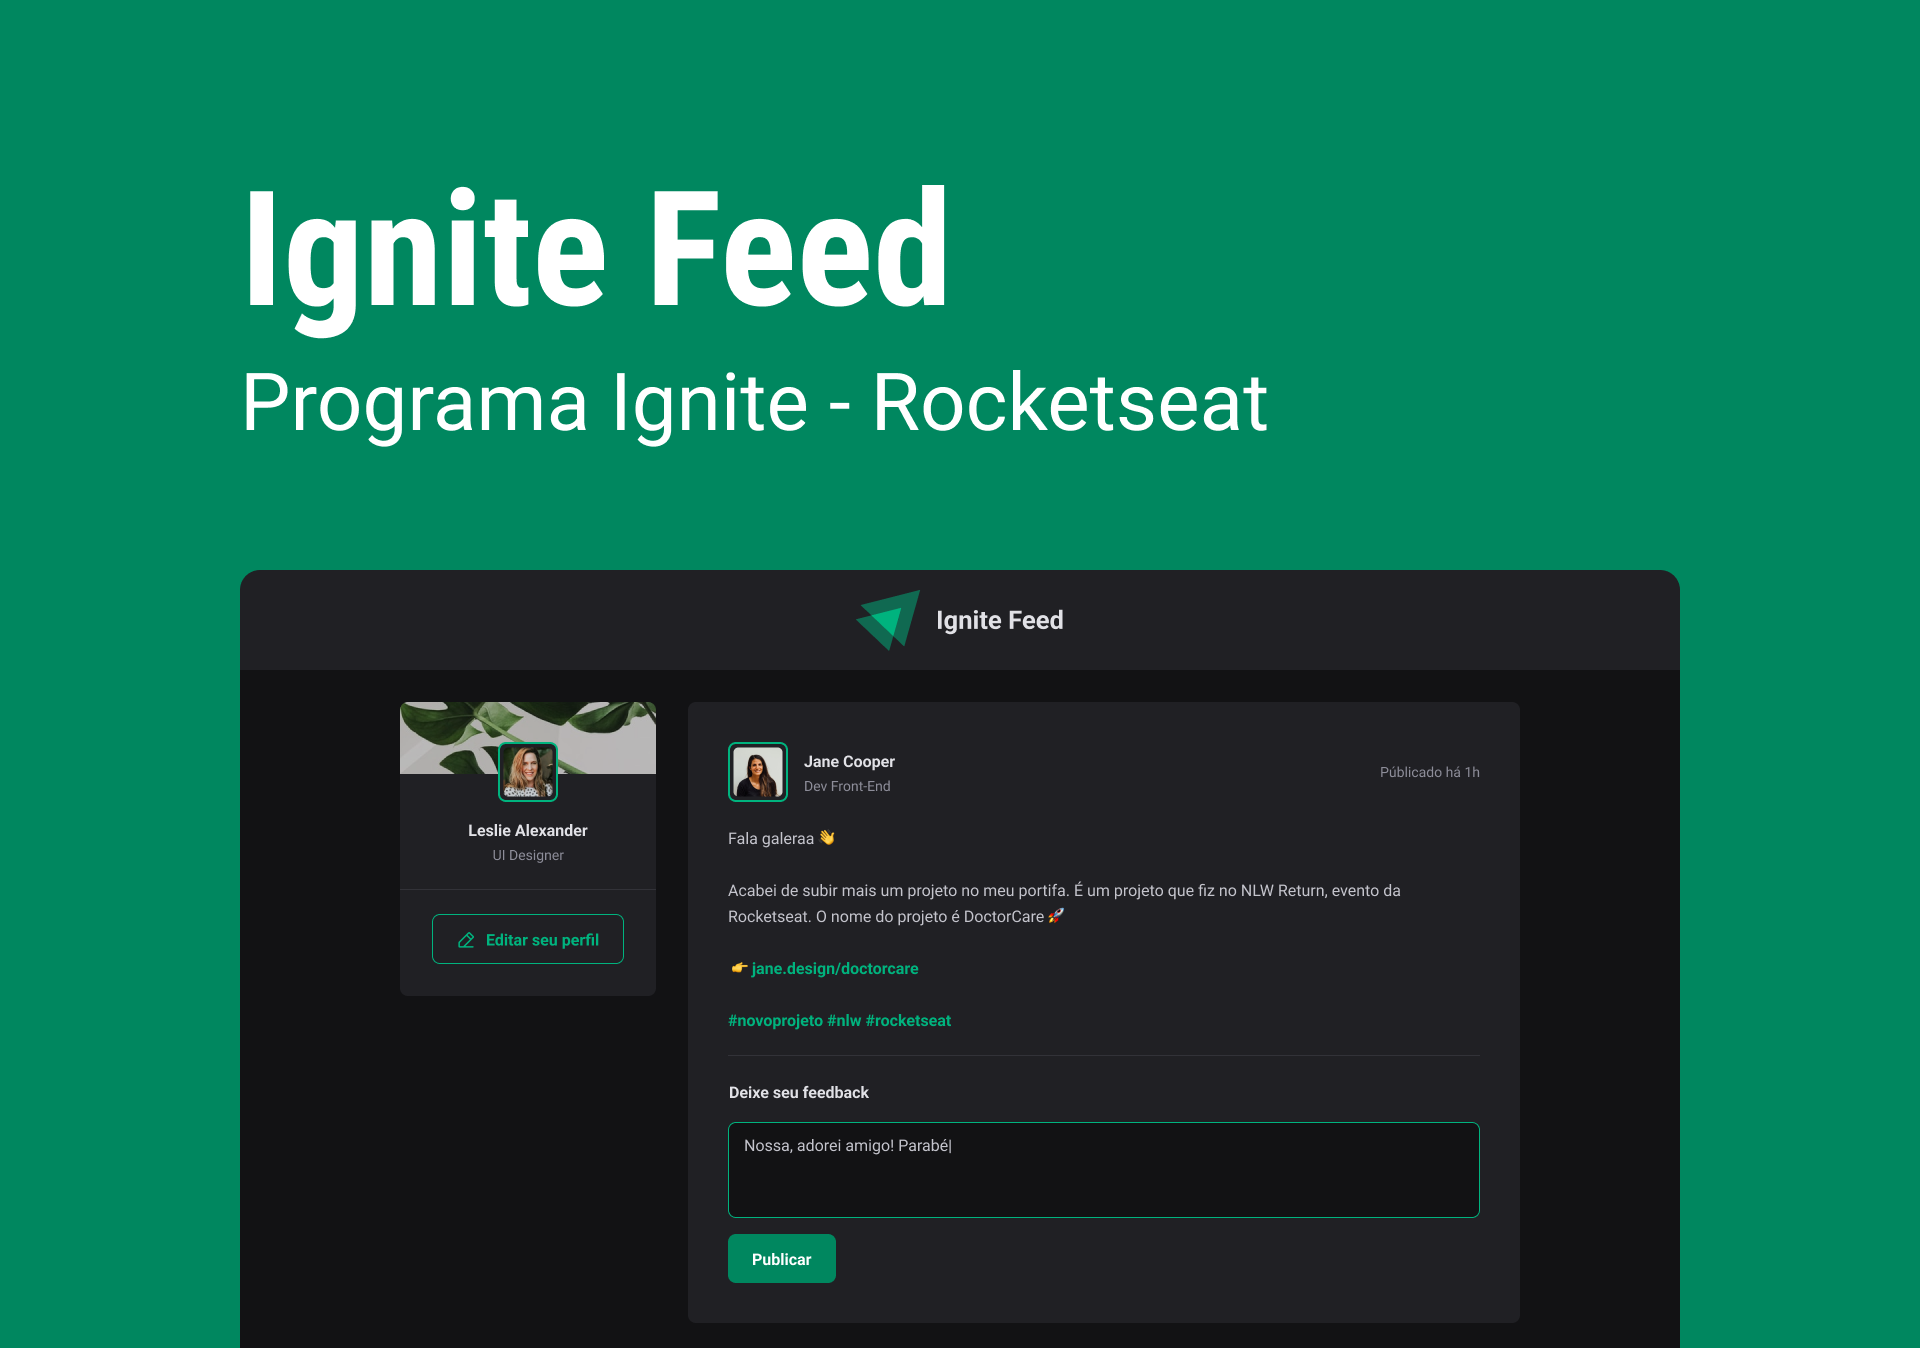 Ignite Feed
Programa Ignite - Rocketseat
Ignite Feed
Leslie Alexander
UI Designer
Editar seu perfil
Jane Cooper
Dev Front-End
Públicado há 1h
Fala galeraa 👋
Acabei de subir mais um projeto no meu portifa. É um projeto que fiz no NLW Return, evento da
Rocketseat. O nome do projeto é DoctorCare 🚀
👉 jane.design/doctorcare
#novoprojeto #nlw #rocketseat
Deixe seu feedback
Nossa, adorei amigo! Parabé|
Publicar